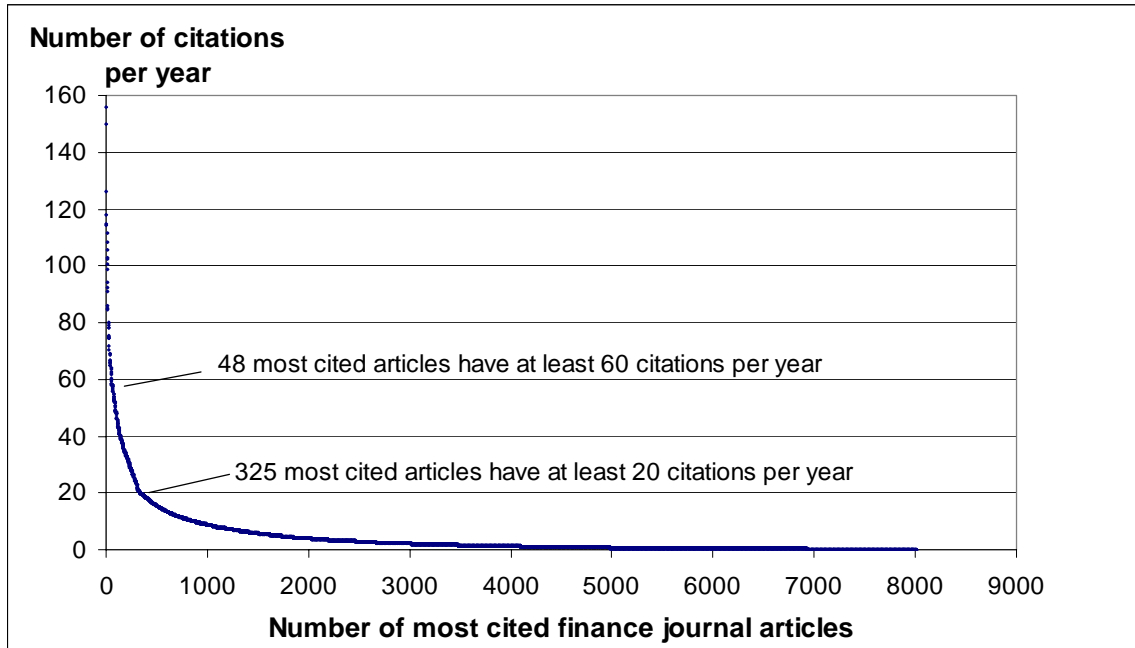 Number of citations
per year
160
140
120
100
80
60
40
20
0
48 most cited articles have at least 60 citations per year
325 most cited articles have at least 20 citations per year
0 1000 2000 3000 4000 5000 6000 7000 8000 9000
Number of most cited finance journal articles